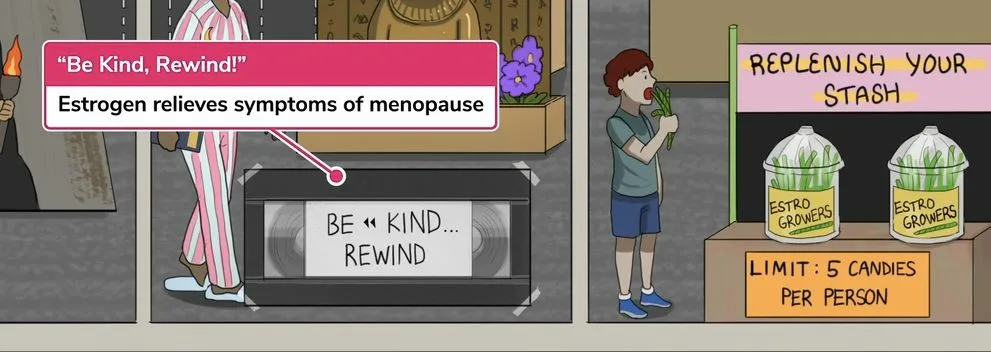 “Be Kind, Rewind!”
Estrogen relieves symptoms of menopause
BE ◂◂ KIND...
REWIND
REPLENISH YOUR
STASH
ESTRO
GROWERS
ESTRO
GROWERS
LIMIT: 5 CANDIES
PER PERSON